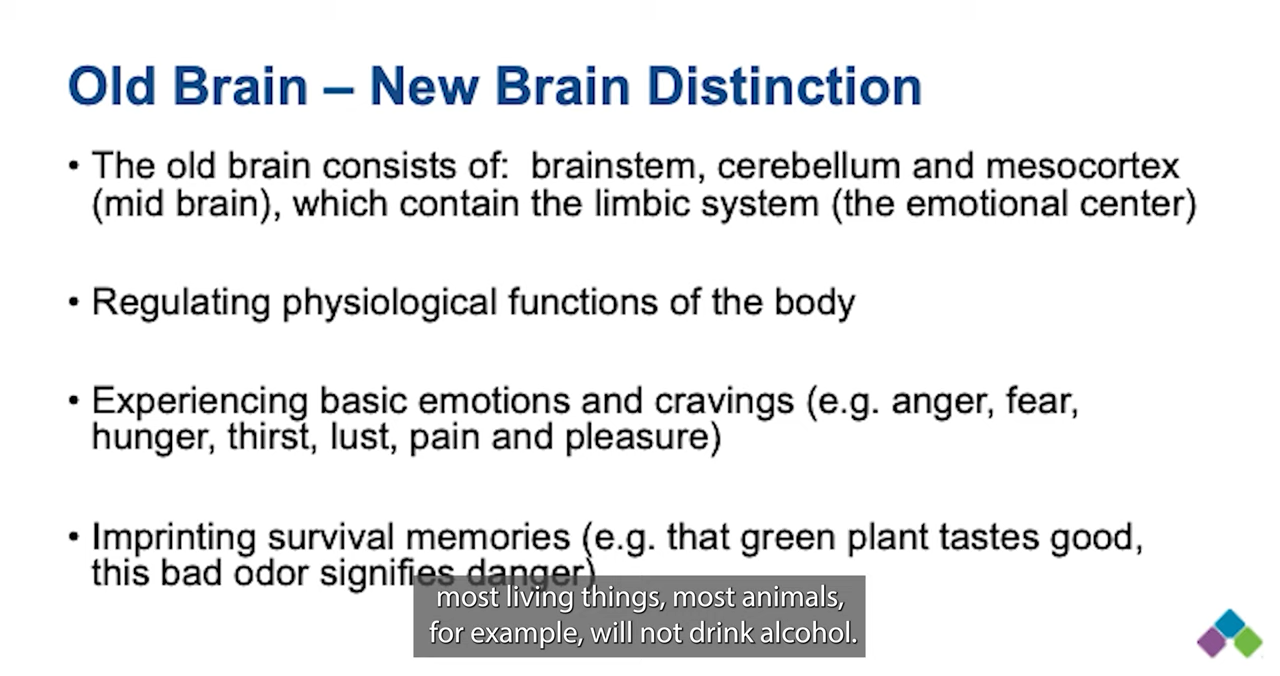 Old Brain – New Brain Distinction
• The old brain consists of: brainstem, cerebellum and mesocortex
(mid brain), which contain the limbic system (the emotional center)
• Regulating physiological functions of the body
• Experiencing basic emotions and cravings (e.g. anger, fear,
hunger, thirst, lust, pain and pleasure)
• Imprinting survival memories (e.g. that green plant tastes good,
this bad odor signifies danger)
most living things, most animals,
for example, will not drink alcohol.